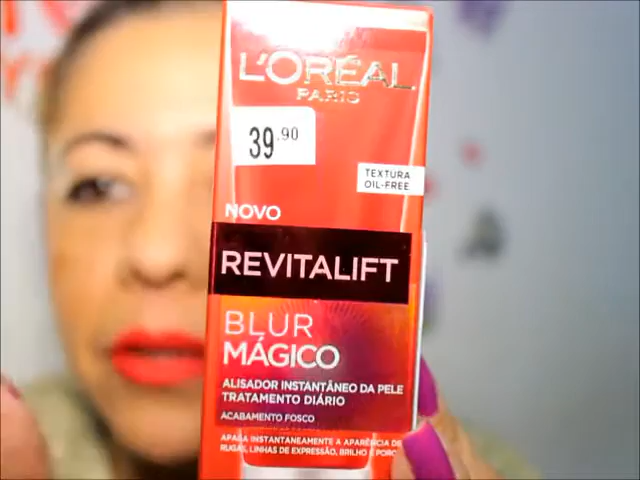 L'ORÉAL
PARIS
39.90
TEXTURA
OIL-FREE
NOVO
REVITALIFT
BLUR
MÁGICO
ALISADOR INSTANTÂNEO DA PELE
TRATAMENTO DIÁRIO
ACABAMENTO FOSCO
APAGA INSTANTANEAMENTE A APARÊNCIA DE
RUGAS, LINHAS DE EXPRESSÃO, BRILHO E